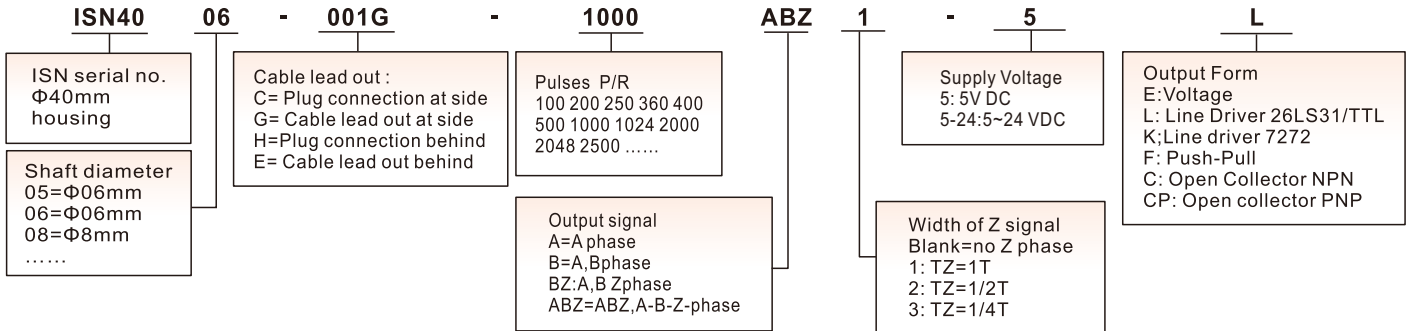 ISN40 06 - 001G - 1000 ABZ 1 - 5 L
ISN serial no.
Φ40mm
housing
Shaft diameter
05=Φ06mm
06=Φ06mm
08=Φ8mm
……
Cable lead out :
C= Plug connection at side
G= Cable lead out at side
H=Plug connection behind
E= Cable lead out behind
Pulses P/R
100 200 250 360 400
500 1000 1024 2000
2048 2500 ……
Output signal
A=A phase
B=A,Bphase
BZ:A,B Zphase
ABZ=ABZ,A-B-Z-phase
Supply Voltage
5: 5V DC
5-24:5~24 VDC
Width of Z signal
Blank=no Z phase
1: TZ=1T
2: TZ=1/2T
3: TZ=1/4T
Output Form
E:Voltage
L: Line Driver 26LS31/TTL
K;Line driver 7272
F: Push-Pull
C: Open Collector NPN
CP: Open collector PNP